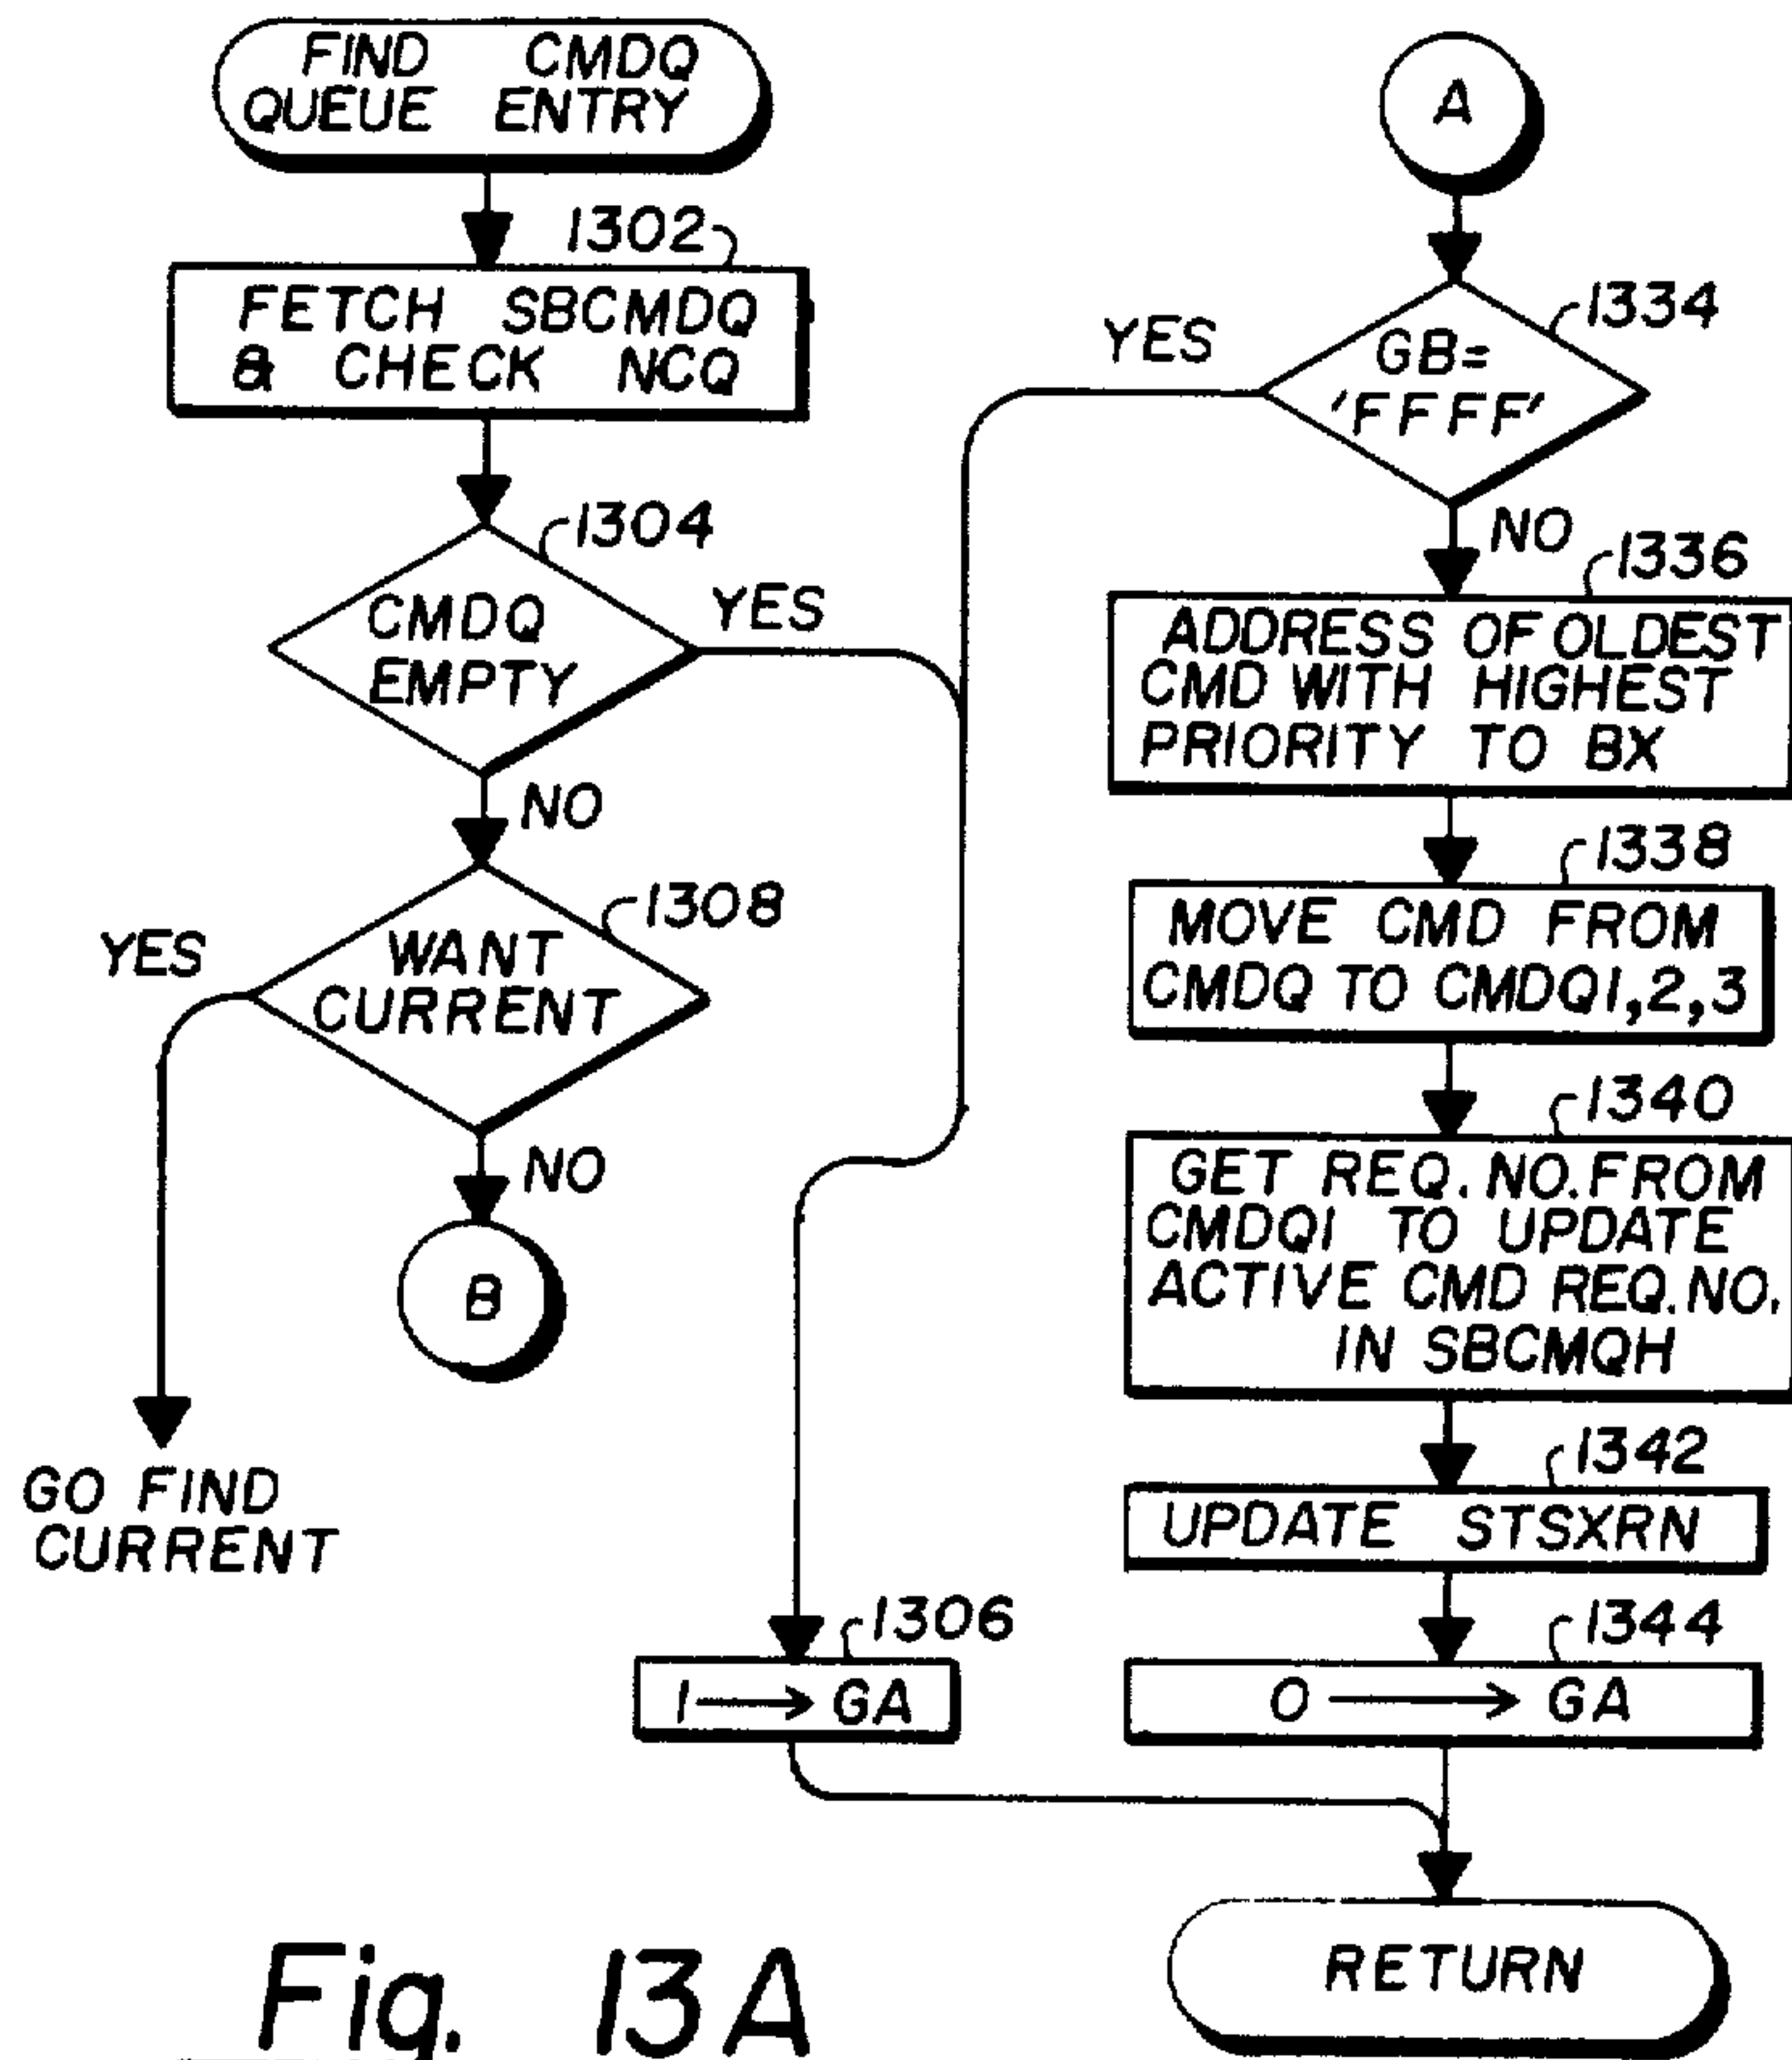 FIND CMDQ
QUEUE ENTRY
1302
FETCH SBCMDQ
& CHECK NCQ
1304
CMDQ
EMPTY
YES
NO
1308
WANT
CURRENT
YES
NO
B
GO FIND
CURRENT
1306
1 → GA
A
1334
GB=
'FFFF'
YES
NO
1336
ADDRESS OF OLDEST
CMD WITH HIGHEST
PRIORITY TO BX
1338
MOVE CMD FROM
CMDQ TO CMDQ1,2,3
1340
GET REQ. NO. FROM
CMDQ1 TO UPDATE
ACTIVE CMD REQ. NO.
IN SBCMQH
1342
UPDATE STSXRN
1344
0 → GA
RETURN
Fig. 13A